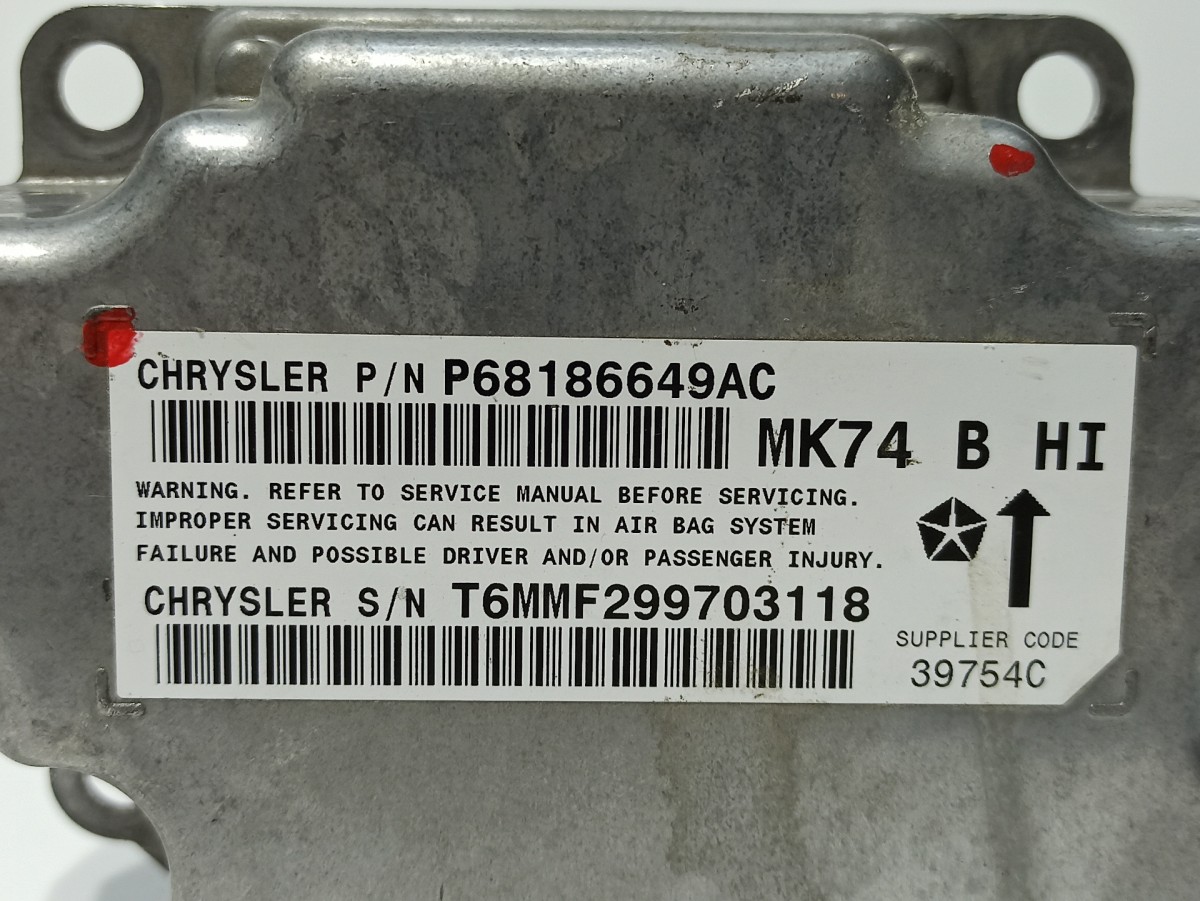 CHRYSLER P/N P68186649AC
MK74 B HI
WARNING. REFER TO SERVICE MANUAL BEFORE SERVICING.
IMPROPER SERVICING CAN RESULT IN AIR BAG SYSTEM
FAILURE AND POSSIBLE DRIVER AND/OR PASSENGER INJURY.
CHRYSLER S/N T6MMF299703118
SUPPLIER CODE
39754C